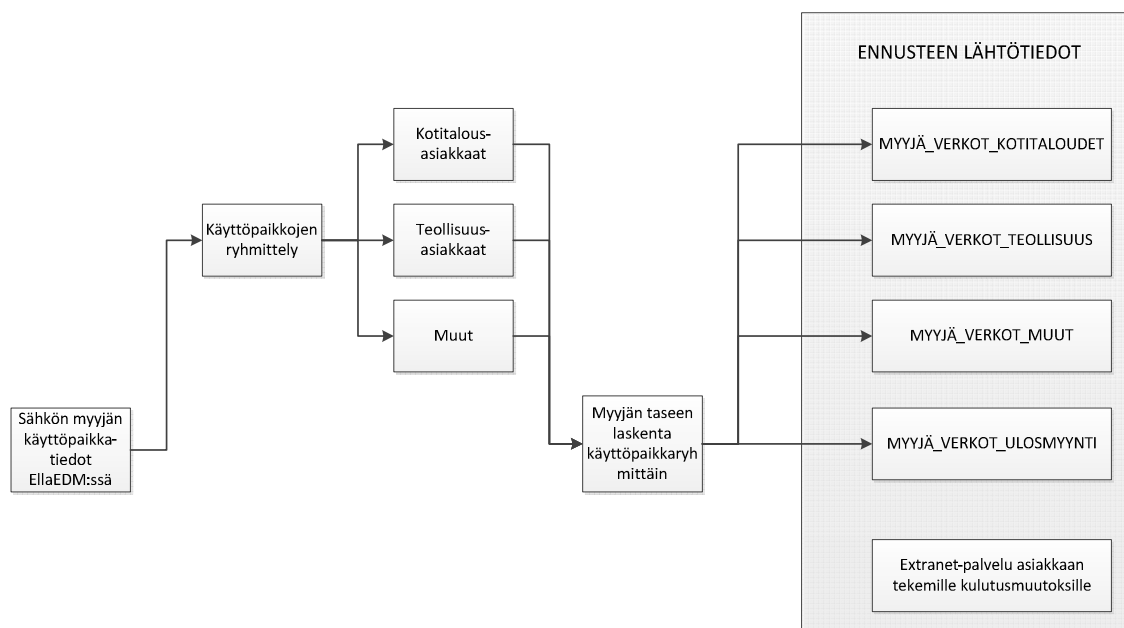 ENNUSTEEN LÄHTÖTIEDOT
Kotitalous-
asiakkaat
MYYJÄ_VERKOT_KOTITALOUDET
Käyttöpaikkojen
ryhmittely
Teollisuus-
asiakkaat
MYYJÄ_VERKOT_TEOLLISUUS
Muut
MYYJÄ_VERKOT_MUUT
Sähkön myyjän
käyttöpaikka-
tiedot
EllaEDM:ssä
Myyjän taseen
laskenta
käyttöpaikkaryh
mittäin
MYYJÄ_VERKOT_ULOSMYYNTI
Extranet-palvelu asiakkaan
tekemille kulutusmuutoksille